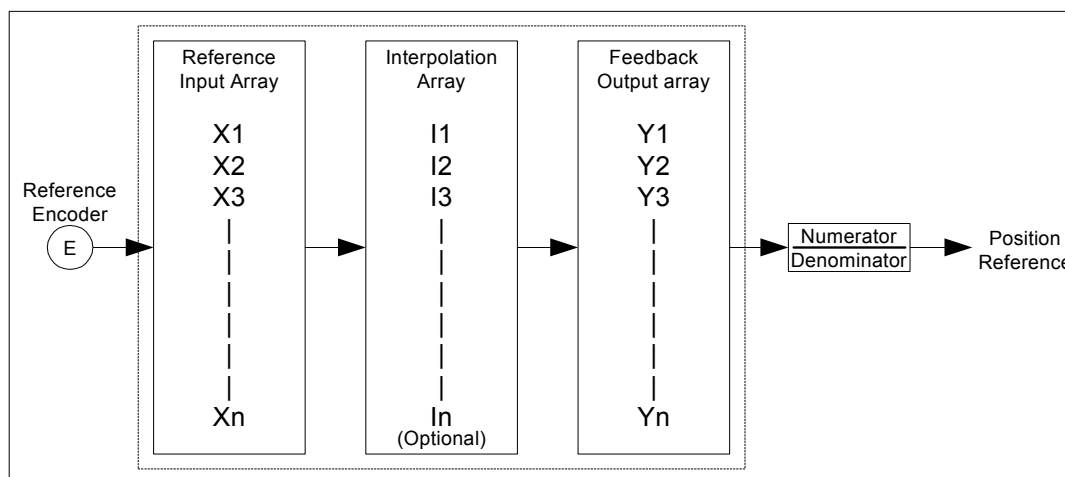 Reference
Encoder
E
Reference
Input Array
X1
X2
X3
Xn
Interpolation
Array
I1
I2
I3
In
(Optional)
Feedback
Output array
Y1
Y2
Y3
Yn
Numerator
Denominator
Position
Reference